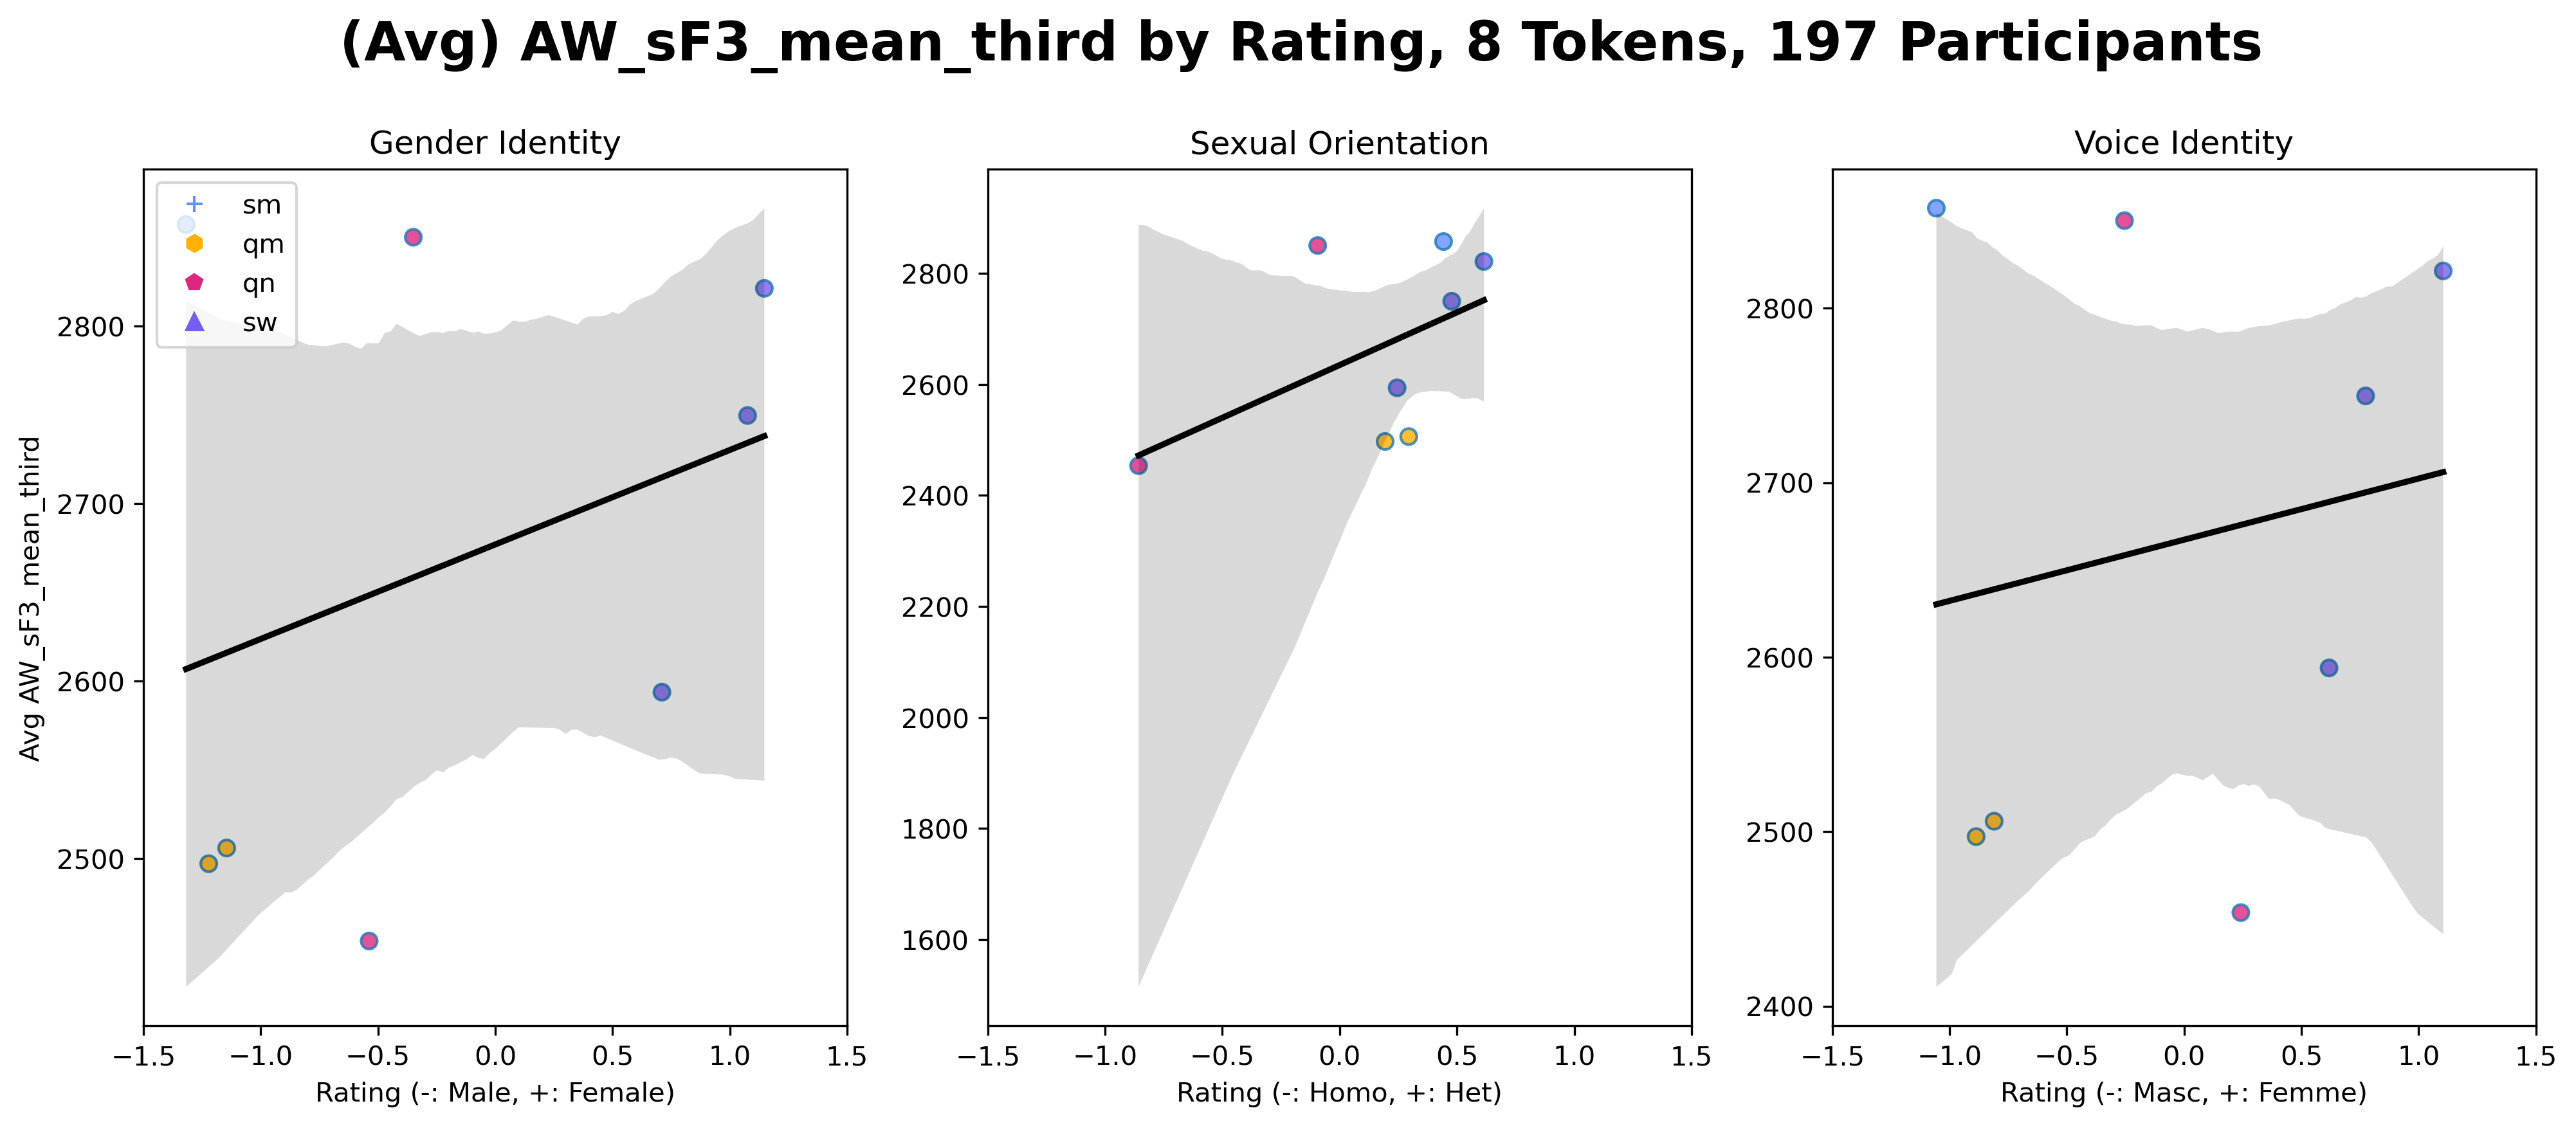 (Avg) AW_sF3_mean_third by Rating, 8 Tokens, 197 Participants
Gender Identity
sm
qm
qn
sw
Avg AW_sF3_mean_third
2800
2700
2600
2500
−1.5 −1.0 −0.5 0.0 0.5 1.0 1.5
Rating (-: Male, +: Female)
Sexual Orientation
2800
2600
2400
2200
2000
1800
1600
−1.5 −1.0 −0.5 0.0 0.5 1.0 1.5
Rating (-: Homo, +: Het)
Voice Identity
2800
2700
2600
2500
2400
−1.5 −1.0 −0.5 0.0 0.5 1.0 1.5
Rating (-: Masc, +: Femme)